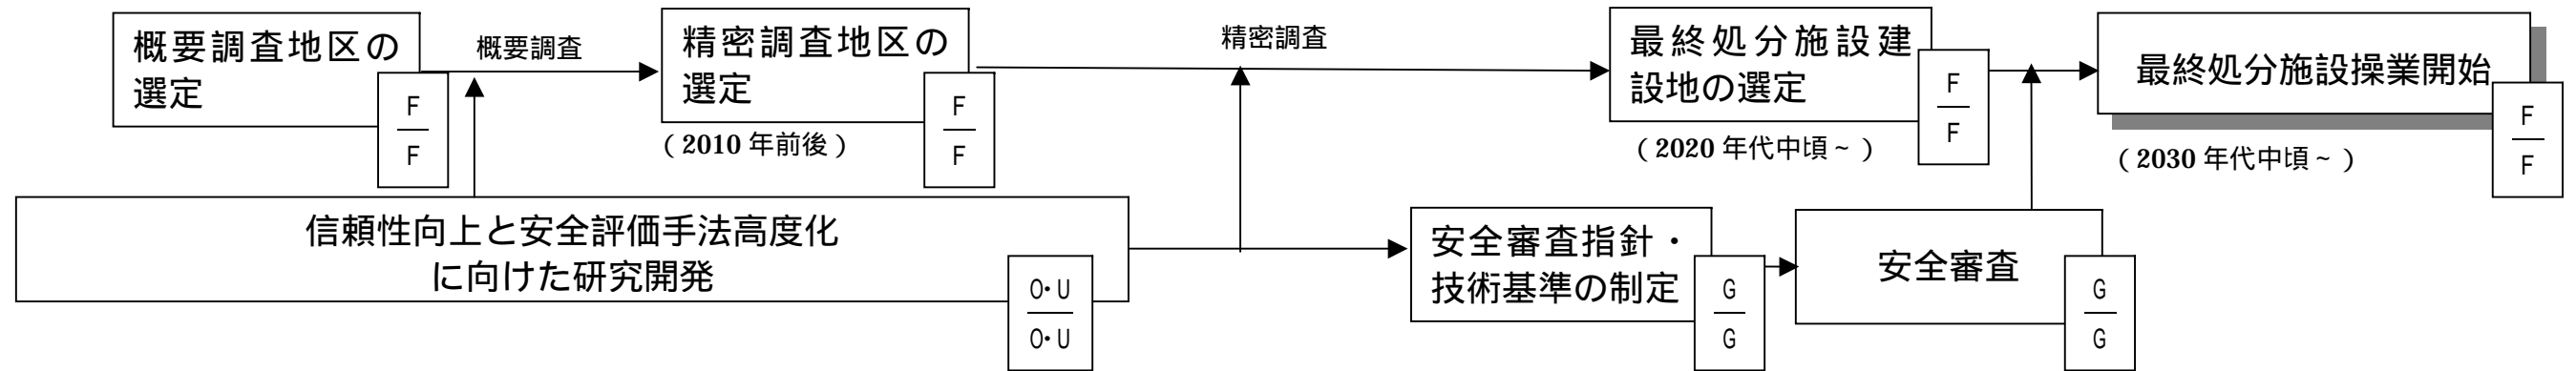 概要調査地区の
選定
F
F
概要調査
精密調査地区の
選定
F
F
(2010 年前後)
精密調査
最終処分施設建
設地の選定
F
F
(2020 年代中頃~)
最終処分施設操業開始
F
F
(2030 年代中頃~)
信頼性向上と安全評価手法高度化
に向けた研究開発
O・U
O・U
安全審査指針・
技術基準の制定
G
G
安全審査
G
G